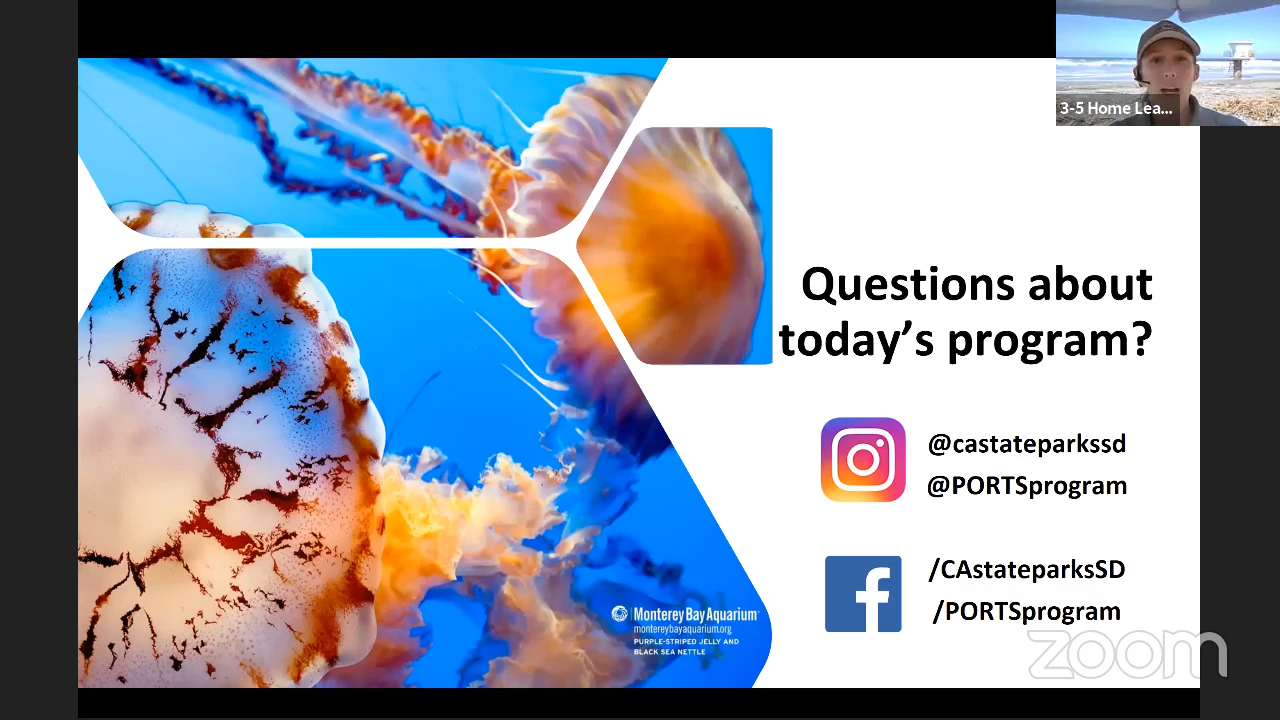 3-5 Home Lea...
Questions about
today's program?
@castateparkssd
@PORTSprogram
/CAstateparksSD
/PORTSprogram
Monterey Bay Aquarium®
montereybayaquarium.org
PURPLE-STRIPED JELLY AND
BLACK SEA NETTLE
zoom